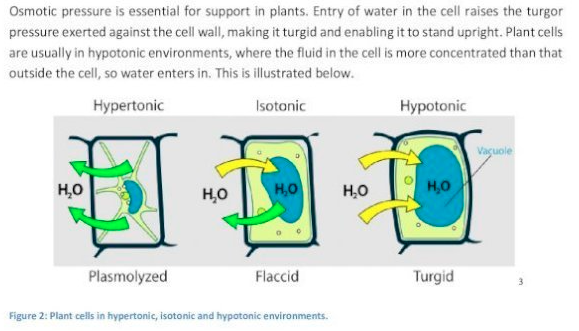 Osmotic pressure is essential for support in plants. Entry of water in the cell raises the turgor
pressure exerted against the cell wall, making it turgid and enabling it to stand upright. Plant cells
are usually in hypotonic environments, where the fluid in the cell is more concentrated than that
outside the cell, so water enters in. This is illustrated below.
Hypertonic Isotonic Hypotonic
Vacuole
H₂O H₂O H₂O H₂O H₂O
Plasmolyzed Flaccid Turgid
3
Figure 2: Plant cells in hypertonic, isotonic and hypotonic environments.